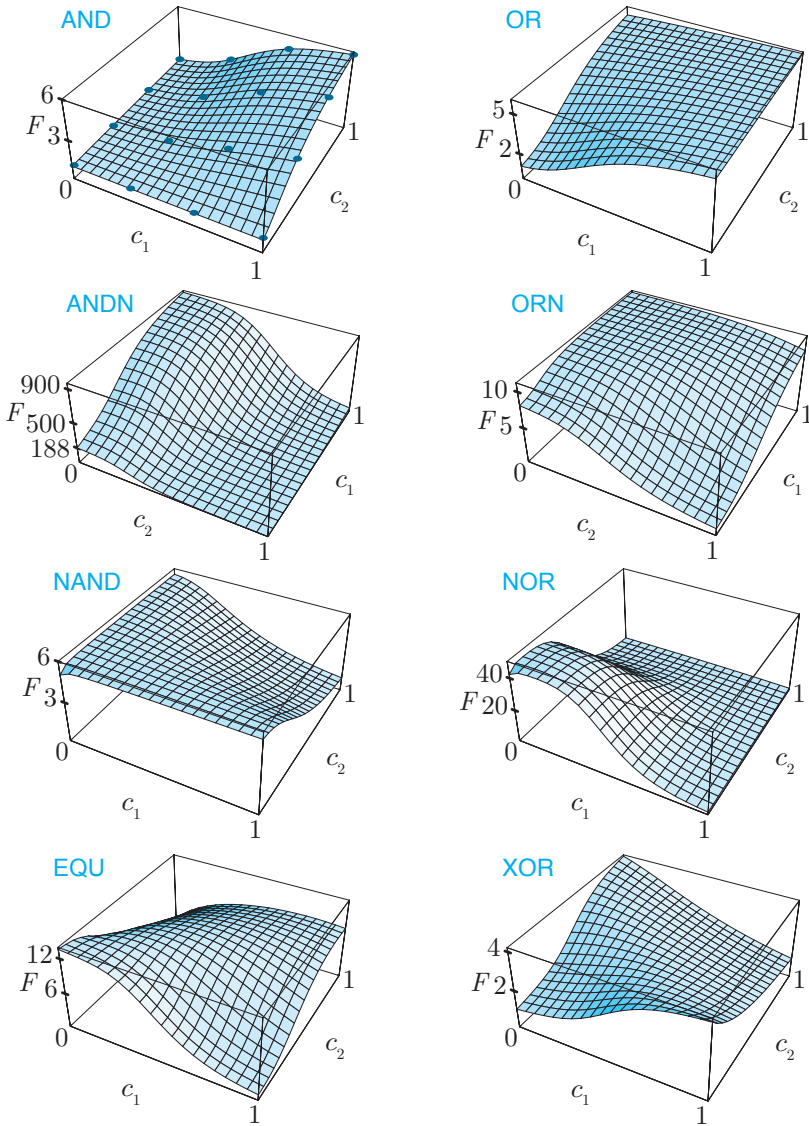 AND
6
F 3
0
c₁
1
c₂
1
OR
5
F 2
0
c₁
1
c₂
1
ANDN
900
F 500
188
0
c₂
1
c₁
1
ORN
10
F 5
0
c₂
1
c₁
1
NAND
6
F 3
0
c₁
1
c₂
1
NOR
40
F 20
0
c₁
1
c₂
1
EQU
12
F 6
0
c₁
1
c₂
1
XOR
4
F 2
0
c₁
1
c₂
1